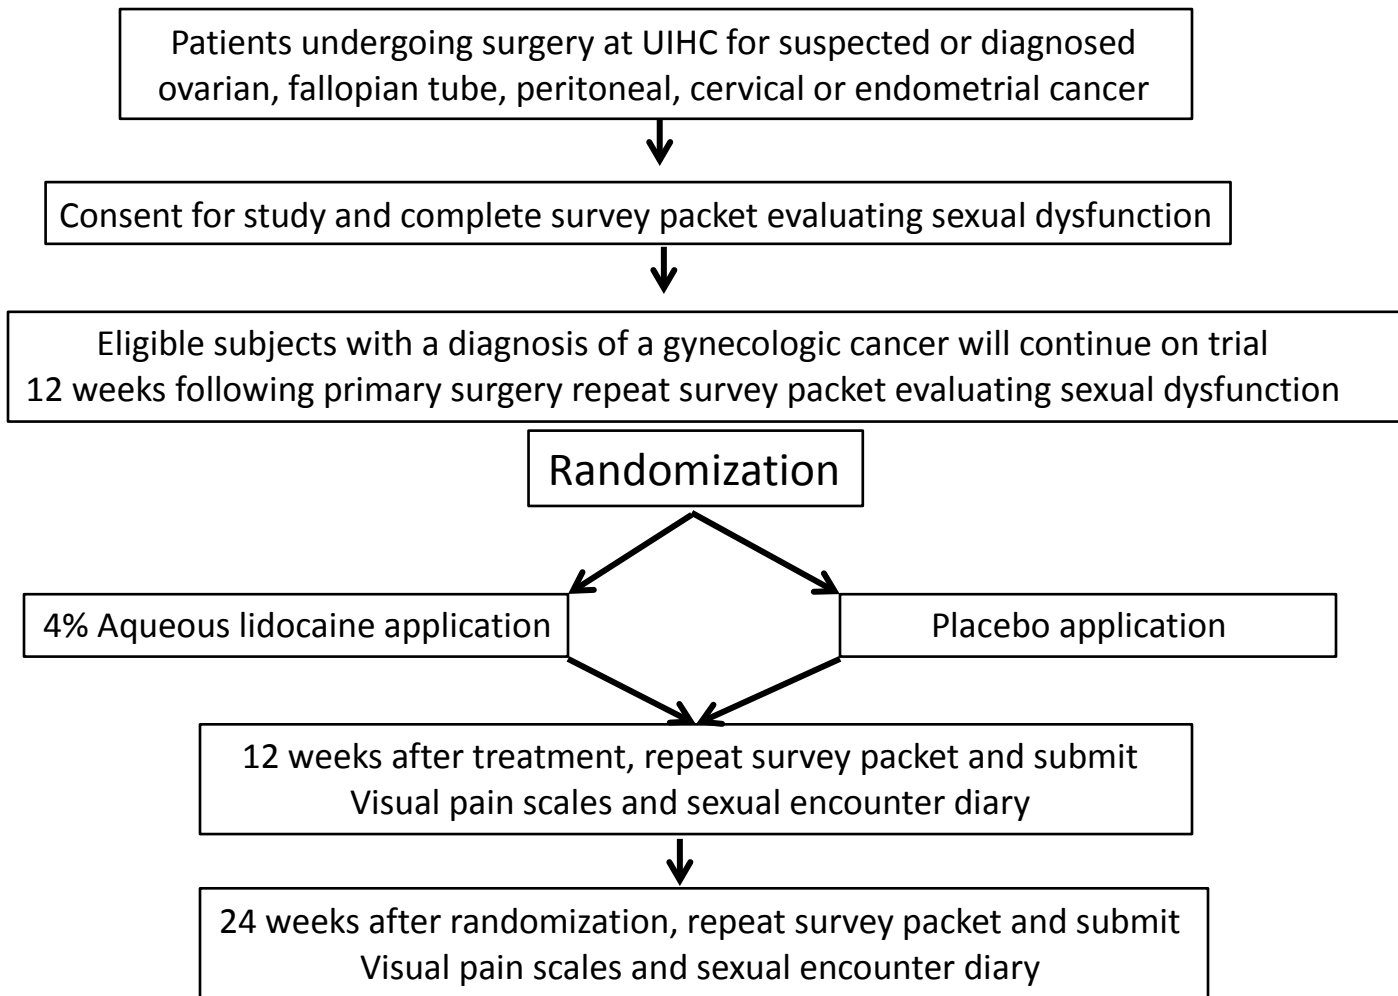 Patients undergoing surgery at UIHC for suspected or diagnosed
ovarian, fallopian tube, peritoneal, cervical or endometrial cancer
Consent for study and complete survey packet evaluating sexual dysfunction
Eligible subjects with a diagnosis of a gynecologic cancer will continue on trial
12 weeks following primary surgery repeat survey packet evaluating sexual dysfunction
Randomization
4% Aqueous lidocaine application
Placebo application
12 weeks after treatment, repeat survey packet and submit
Visual pain scales and sexual encounter diary
24 weeks after randomization, repeat survey packet and submit
Visual pain scales and sexual encounter diary